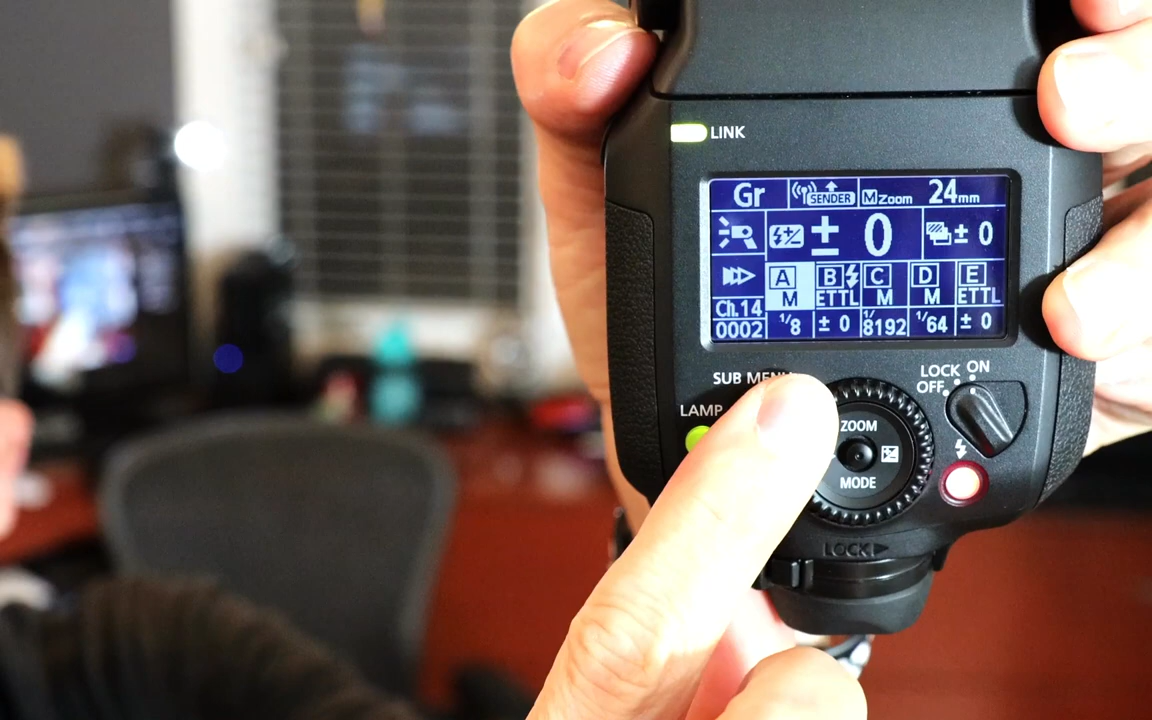 LINK
Gr SENDER M Zoom 24mm
± 0 ± 0
A B C D E
M ETTL M M ETTL
Ch.14
0002 1/8 ± 0 1/8192 1/64 ± 0
SUB MENU
LOCK ON
OFF
LAMP
ZOOM
MODE
LOCK